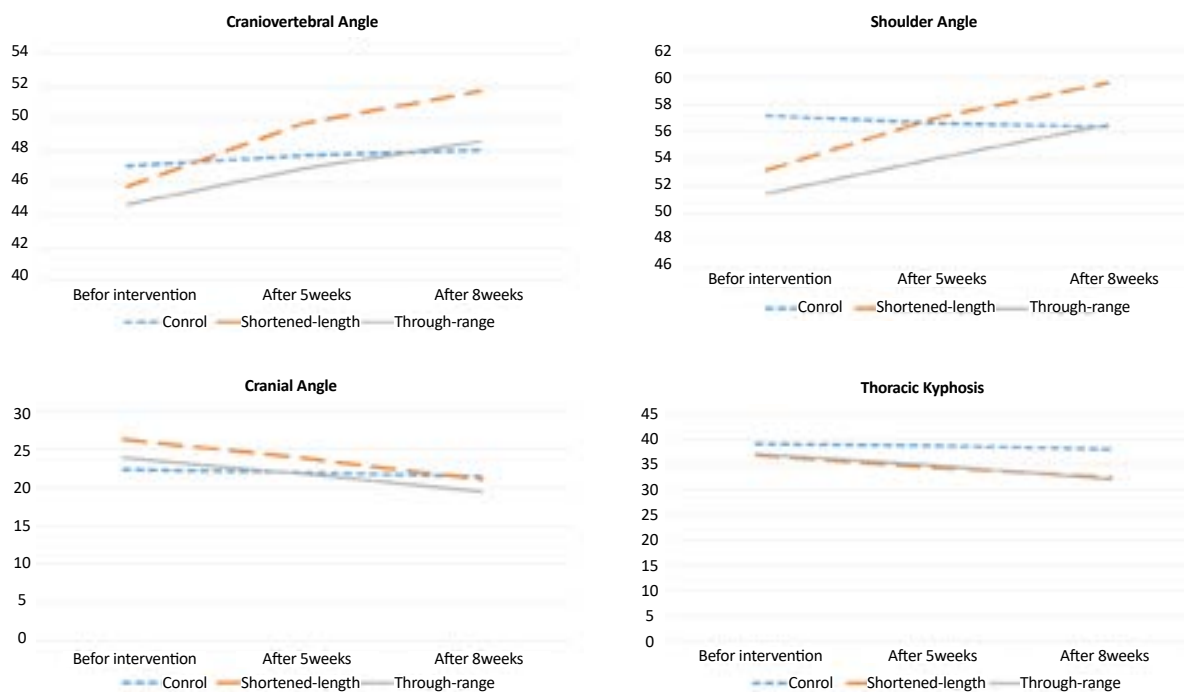 Craniovertebral Angle
54
52
50
48
46
44
42
40
Befor intervention After 5weeks After 8weeks
Conrol Shortened-length Through-range
Shoulder Angle
62
60
58
56
54
52
50
48
46
Befor intervention After 5weeks After 8weeks
Conrol Shortened-length Through-range
Cranial Angle
30
25
20
15
10
5
0
Befor intervention After 5weeks After 8weeks
Conrol Shortened-length Through-range
Thoracic Kyphosis
45
40
35
30
25
20
15
10
5
0
Befor intervention After 5weeks After 8weeks
Conrol Shortened-length Through-range